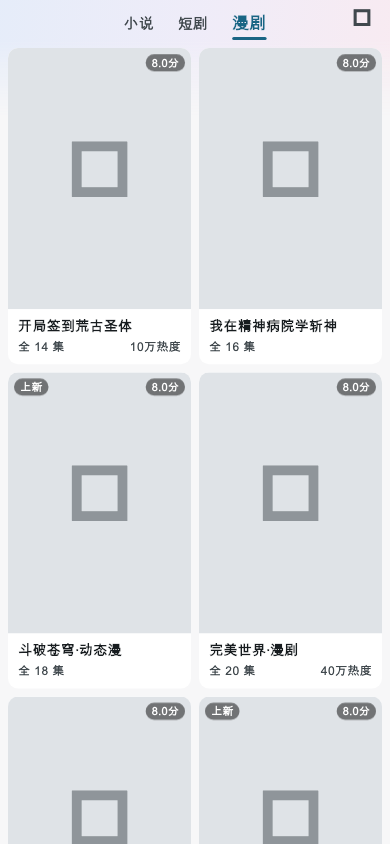 小说 短剧 漫剧
8.0分
8.0分
开局签到荒古圣体
全 14 集 10万热度
我在精神病院学斩神
全 16 集
上新 8.0分
8.0分
斗破苍穹·动态漫
全 18 集
完美世界·漫剧
全 20 集 40万热度
8.0分
上新 8.0分